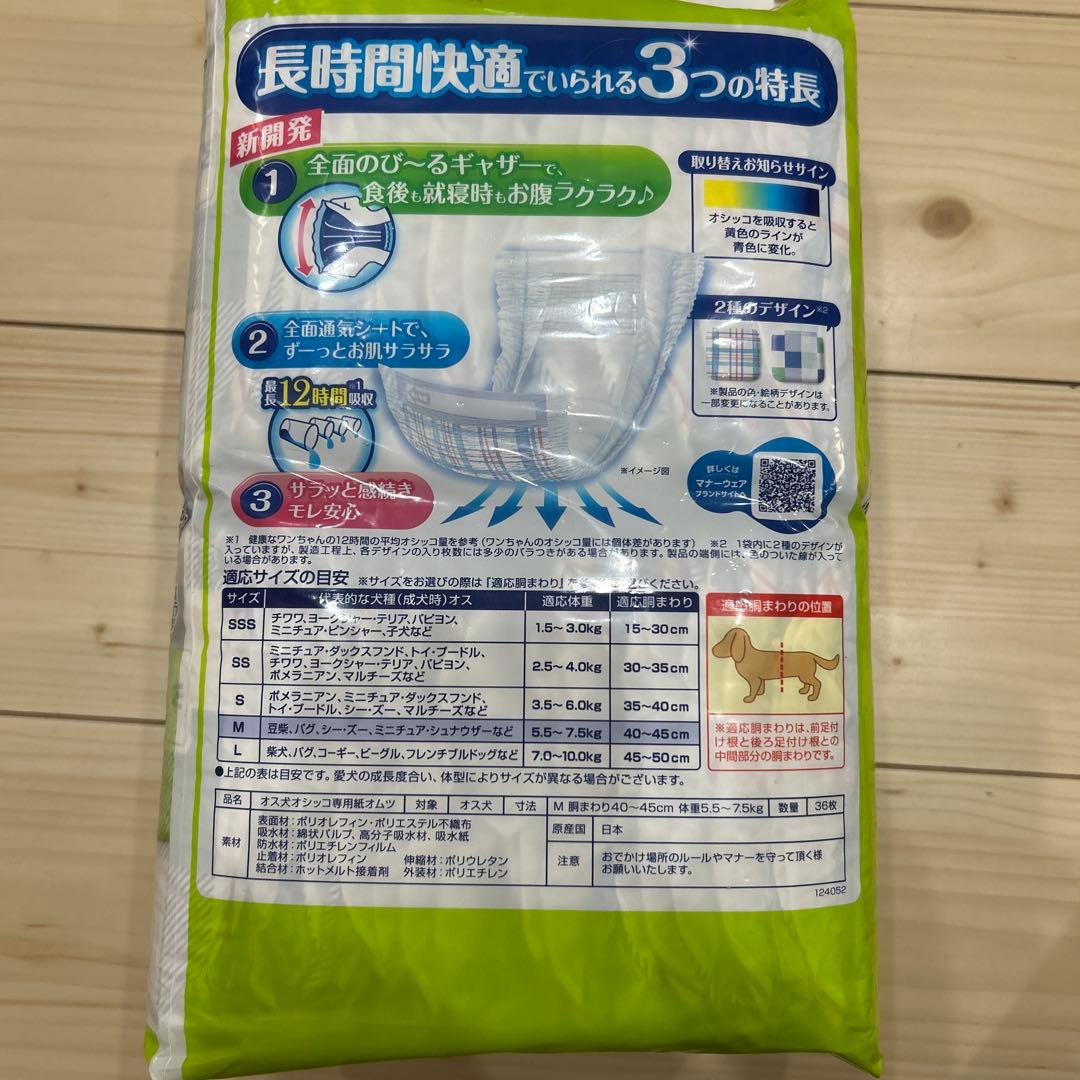 長時間快適でいられる3つの特長
新開発
1 全面のび〜るギャザーで、
食後も就寝時もお腹ラクラク♪
取り替えお知らせサイン
オシッコを吸収すると
黄色のラインが
青色に変化。
2 全面通気シートで、
ずーっとお肌サラサラ
2種のデザイン※2
※製品の色・絵柄デザインは
一部変更になることがあります。
最長12時間吸収※1
※イメージ図
詳しくは
マナーウェア
ブランドサイトへ
3 サラッと感続き
モレ安心
※1 健康なワンちゃんの12時間の平均オシッコ量を参考(ワンちゃんのオシッコ量には個体差があります) ※2 1袋内に2種のデザインが
入っていますが、製造工程上、各デザインの入り枚数には多少のバラつきがある場合があります。製品の端側には、色のついた線が入って
いる場合があります。
適応サイズの目安 ※サイズをお選びの際は「適応胴まわり」を びください。
サイズ 代表的な犬種(成犬時)オス 適応体重 適応胴まわり
SSS チワワ、ヨークシャー・テリア、パピヨン、
ミニチュア・ピンシャー、子犬など 1.5〜3.0kg 15〜30cm
SS ミニチュア・ダックスフンド、トイ・プードル、
チワワ、ヨークシャー・テリア、パピヨン、
ポメラニアン、マルチーズなど 2.5〜4.0kg 30〜35cm
S ポメラニアン、ミニチュア・ダックスフンド、
トイ・プードル、シー・ズー、マルチーズなど 3.5〜6.0kg 35〜40cm
M 豆柴、パグ、シー・ズー、ミニチュア・シュナウザーなど 5.5〜7.5kg 40〜45cm
L 柴犬、パグ、コーギー、ビーグル、フレンチブルドッグなど 7.0〜10.0kg 45〜50cm
適応胴まわりの位置
※適応胴まわりは、前足付
け根と後ろ足付け根との
中間部分の胴まわりです。
●上記の表は目安です。愛犬の成長度合い、体型によりサイズが異なる場合がございます。
品名 オス犬オシッコ専用紙オムツ 対象 オス犬 寸法 M 胴まわり40〜45cm 体重5.5〜7.5kg 数量 36枚
素材 表面材:ポリオレフィン・ポリエステル不織布
吸水材:綿状パルプ、高分子吸水材、吸水紙
防水材:ポリエチレンフィルム
止着材:ポリオレフィン 伸縮材:ポリウレタン
結合材:ホットメルト接着剤 外装材:ポリエチレン
原産国 日本
注意 おでかけ場所のルールやマナーを守って頂く様
お願いいたします。
124052